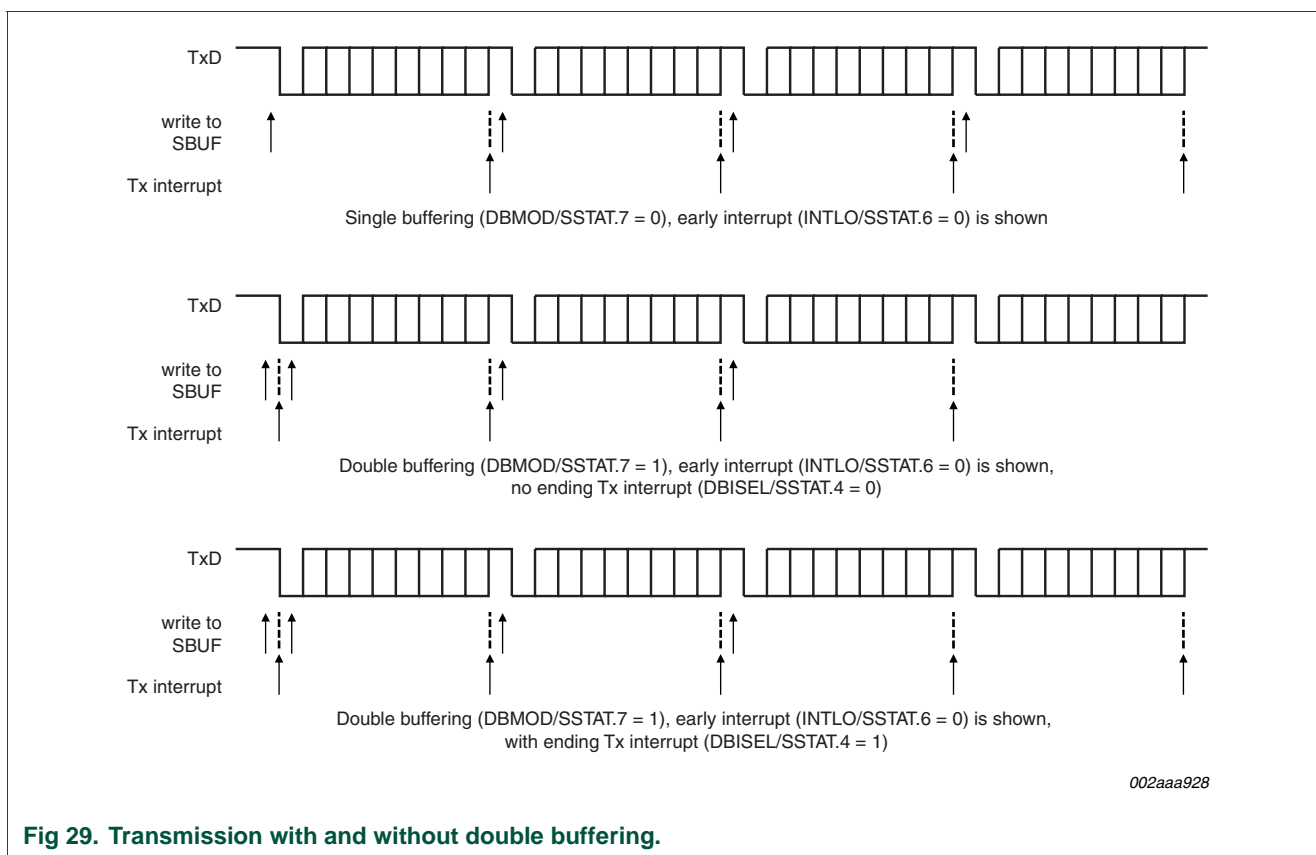 TxD
write to
SBUF
Tx interrupt
Single buffering (DBMOD/SSTAT.7 = 0), early interrupt (INTLO/SSTAT.6 = 0) is shown
TxD
write to
SBUF
Tx interrupt
Double buffering (DBMOD/SSTAT.7 = 1), early interrupt (INTLO/SSTAT.6 = 0) is shown,
no ending Tx interrupt (DBISEL/SSTAT.4 = 0)
TxD
write to
SBUF
Tx interrupt
Double buffering (DBMOD/SSTAT.7 = 1), early interrupt (INTLO/SSTAT.6 = 0) is shown,
with ending Tx interrupt (DBISEL/SSTAT.4 = 1)
002aaa928
Fig 29. Transmission with and without double buffering.